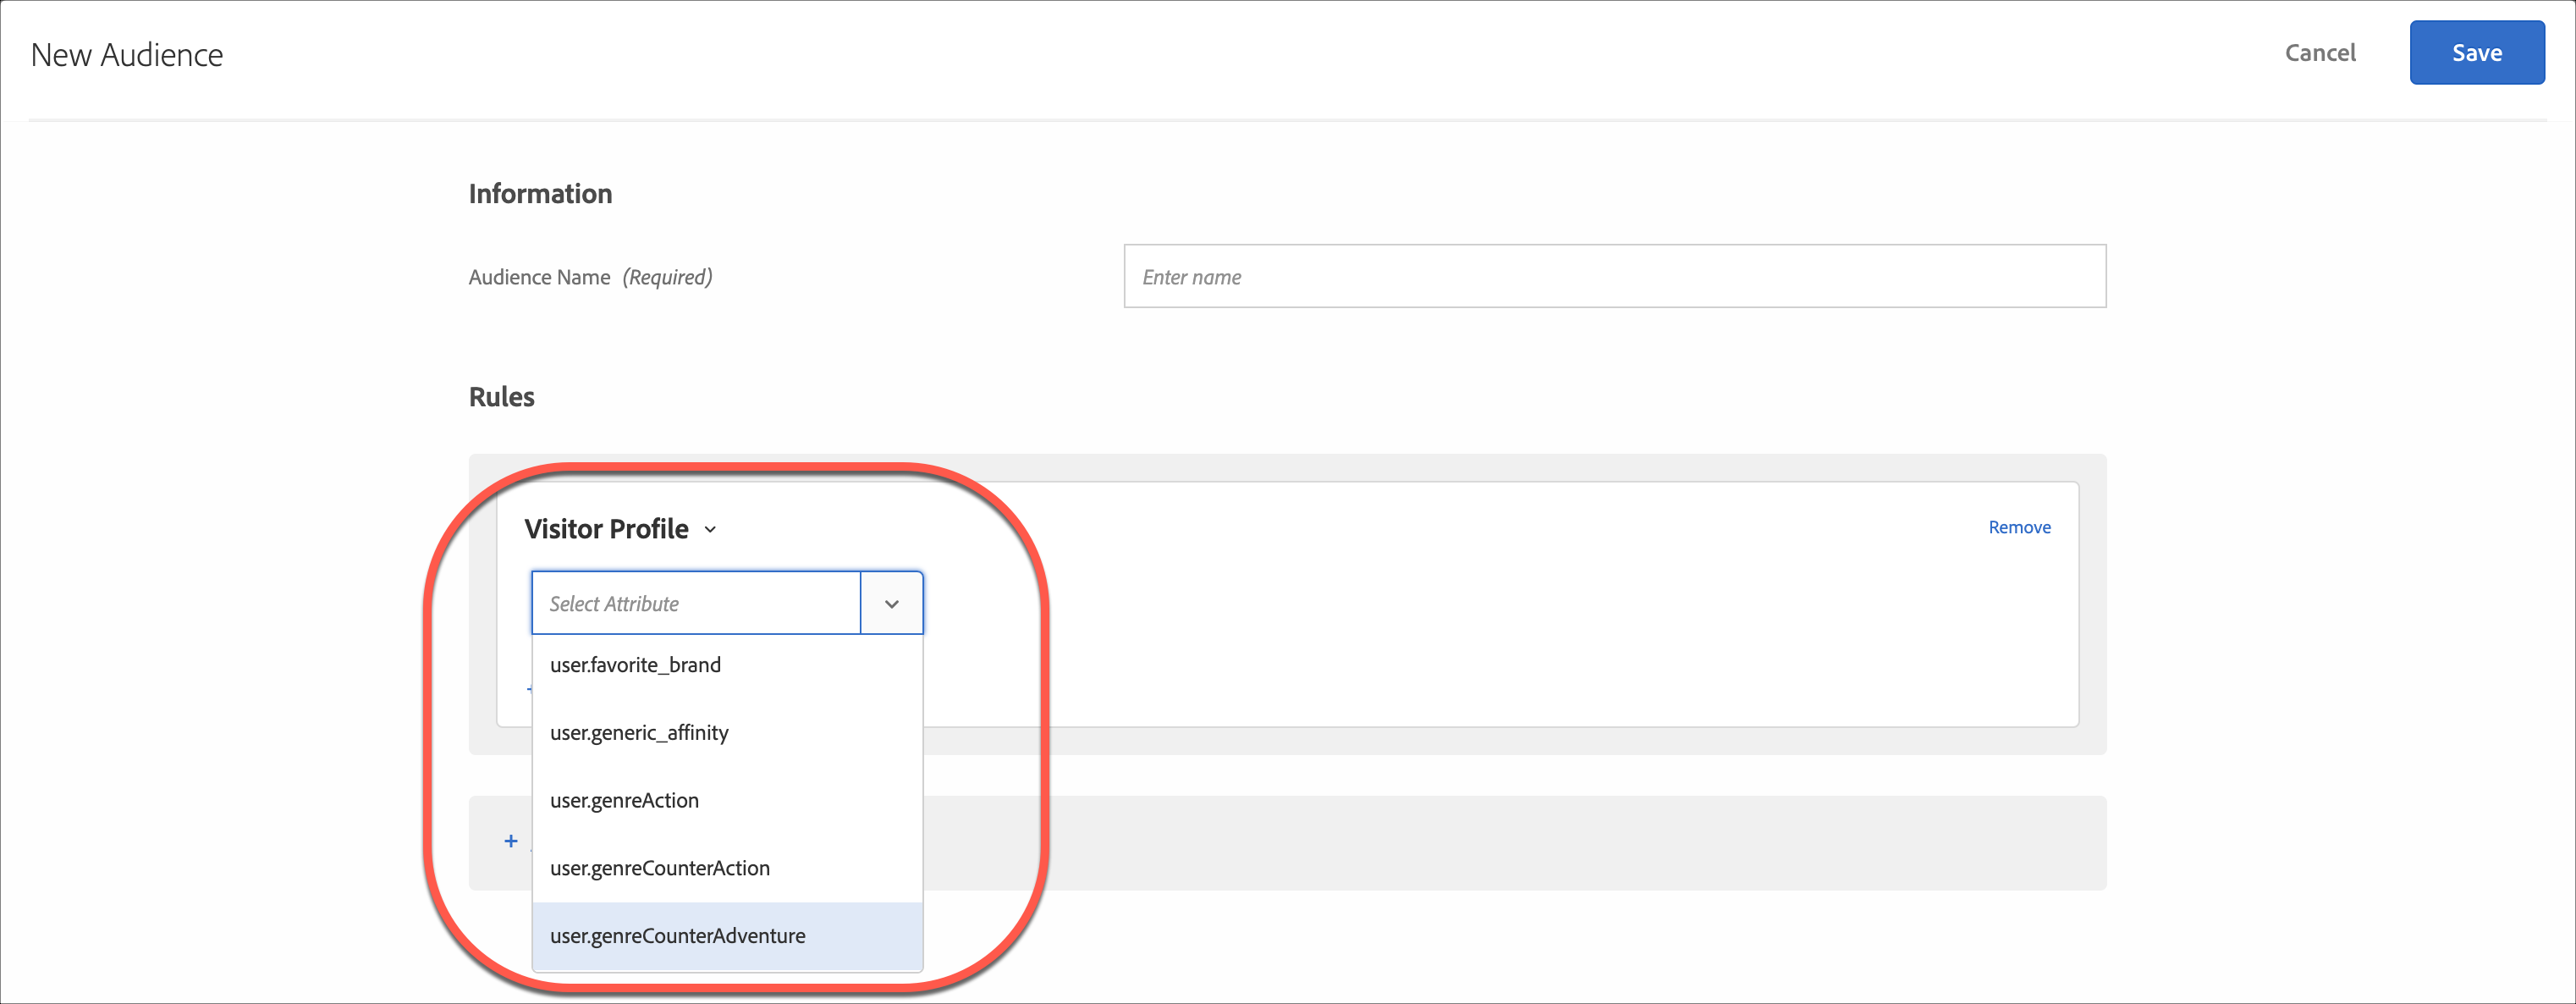 New Audience
Cancel
Save
Information
Audience Name (Required)
Enter name
Rules
Visitor Profile
Remove
Select Attribute
user.favorite_brand
user.generic_affinity
user.genreAction
user.genreCounterAction
+
user.genreCounterAdventure